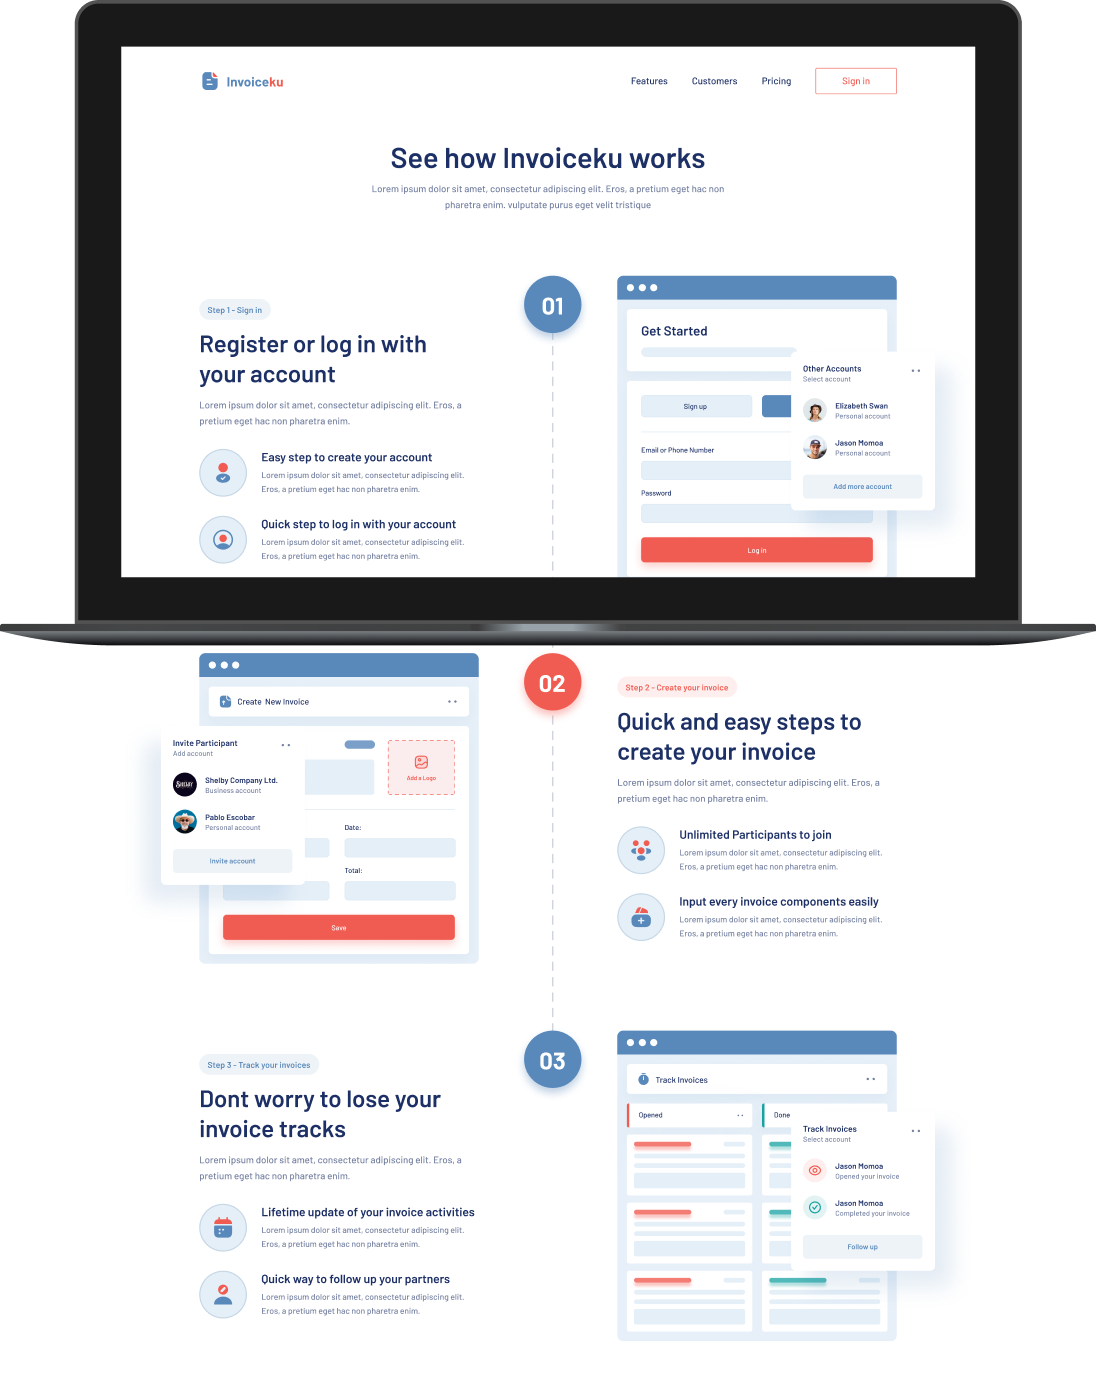 Invoiceku
Features
Customers
Pricing
Sign in
See how Invoiceku works
Lorem ipsum dolor sit amet, consectetur adipiscing elit. Eros, a pretium eget hac non
pharetra enim. vulputate purus eget velit tristique
Step 1 - Sign in
Register or log in with
your account
Lorem ipsum dolor sit amet, consectetur adipiscing elit. Eros, a
pretium eget hac non pharetra enim.
Easy step to create your account
Lorem ipsum dolor sit amet, consectetur adipiscing elit.
Eros, a pretium eget hac non pharetra enim.
Quick step to log in with your account
Lorem ipsum dolor sit amet, consectetur adipiscing elit.
Eros, a pretium eget hac non pharetra enim.
01
Get Started
Sign up
Email or Phone Number
Password
Log in
Other Accounts
Select account
Elizabeth Swan
Personal account
Jason Momoa
Personal account
Add more account
Create New Invoice
Add a Logo
Date:
Total:
Save
Invite Participant
Add account
SHELBY
Shelby Company Ltd.
Business account
Pablo Escobar
Personal account
Invite account
02
Step 2 - Create your invoice
Quick and easy steps to
create your invoice
Lorem ipsum dolor sit amet, consectetur adipiscing elit. Eros, a
pretium eget hac non pharetra enim.
Unlimited Participants to join
Lorem ipsum dolor sit amet, consectetur adipiscing elit.
Eros, a pretium eget hac non pharetra enim.
Input every invoice components easily
Lorem ipsum dolor sit amet, consectetur adipiscing elit.
Eros, a pretium eget hac non pharetra enim.
Step 3 - Track your invoices
Dont worry to lose your
invoice tracks
Lorem ipsum dolor sit amet, consectetur adipiscing elit. Eros, a
pretium eget hac non pharetra enim.
Lifetime update of your invoice activities
Lorem ipsum dolor sit amet, consectetur adipiscing elit.
Eros, a pretium eget hac non pharetra enim.
Quick way to follow up your partners
Lorem ipsum dolor sit amet, consectetur adipiscing elit.
Eros, a pretium eget hac non pharetra enim.
03
Track Invoices
Opened
Done
Track Invoices
Select account
Jason Momoa
Opened your invoice
Jason Momoa
Completed your invoice
Follow up